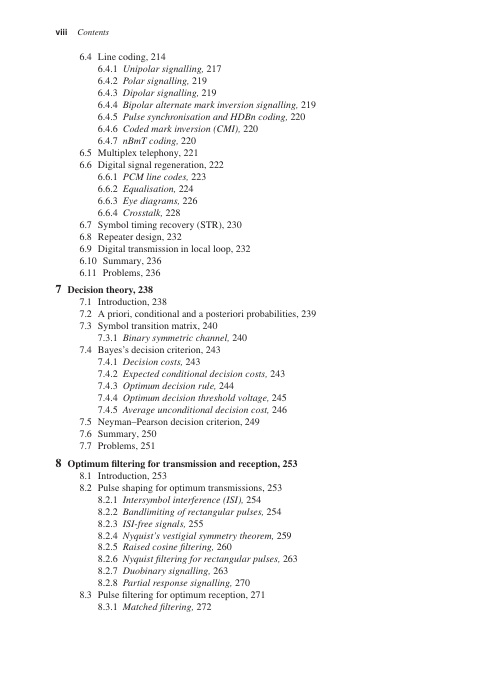 viii Contents
6.4 Line coding, 214
6.4.1 Unipolar signalling, 217
6.4.2 Polar signalling, 219
6.4.3 Dipolar signalling, 219
6.4.4 Bipolar alternate mark inversion signalling, 219
6.4.5 Pulse synchronisation and HDBn coding, 220
6.4.6 Coded mark inversion (CMI), 220
6.4.7 nBmT coding, 220
6.5 Multiplex telephony, 221
6.6 Digital signal regeneration, 222
6.6.1 PCM line codes, 223
6.6.2 Equalisation, 224
6.6.3 Eye diagrams, 226
6.6.4 Crosstalk, 228
6.7 Symbol timing recovery (STR), 230
6.8 Repeater design, 232
6.9 Digital transmission in local loop, 232
6.10 Summary, 236
6.11 Problems, 236
7 Decision theory, 238
7.1 Introduction, 238
7.2 A priori, conditional and a posteriori probabilities, 239
7.3 Symbol transition matrix, 240
7.3.1 Binary symmetric channel, 240
7.4 Bayes's decision criterion, 243
7.4.1 Decision costs, 243
7.4.2 Expected conditional decision costs, 243
7.4.3 Optimum decision rule, 244
7.4.4 Optimum decision threshold voltage, 245
7.4.5 Average unconditional decision cost, 246
7.5 Neyman–Pearson decision criterion, 249
7.6 Summary, 250
7.7 Problems, 251
8 Optimum filtering for transmission and reception, 253
8.1 Introduction, 253
8.2 Pulse shaping for optimum transmissions, 253
8.2.1 Intersymbol interference (ISI), 254
8.2.2 Bandlimiting of rectangular pulses, 254
8.2.3 ISI-free signals, 255
8.2.4 Nyquist's vestigial symmetry theorem, 259
8.2.5 Raised cosine filtering, 260
8.2.6 Nyquist filtering for rectangular pulses, 263
8.2.7 Duobinary signalling, 263
8.2.8 Partial response signalling, 270
8.3 Pulse filtering for optimum reception, 271
8.3.1 Matched filtering, 272